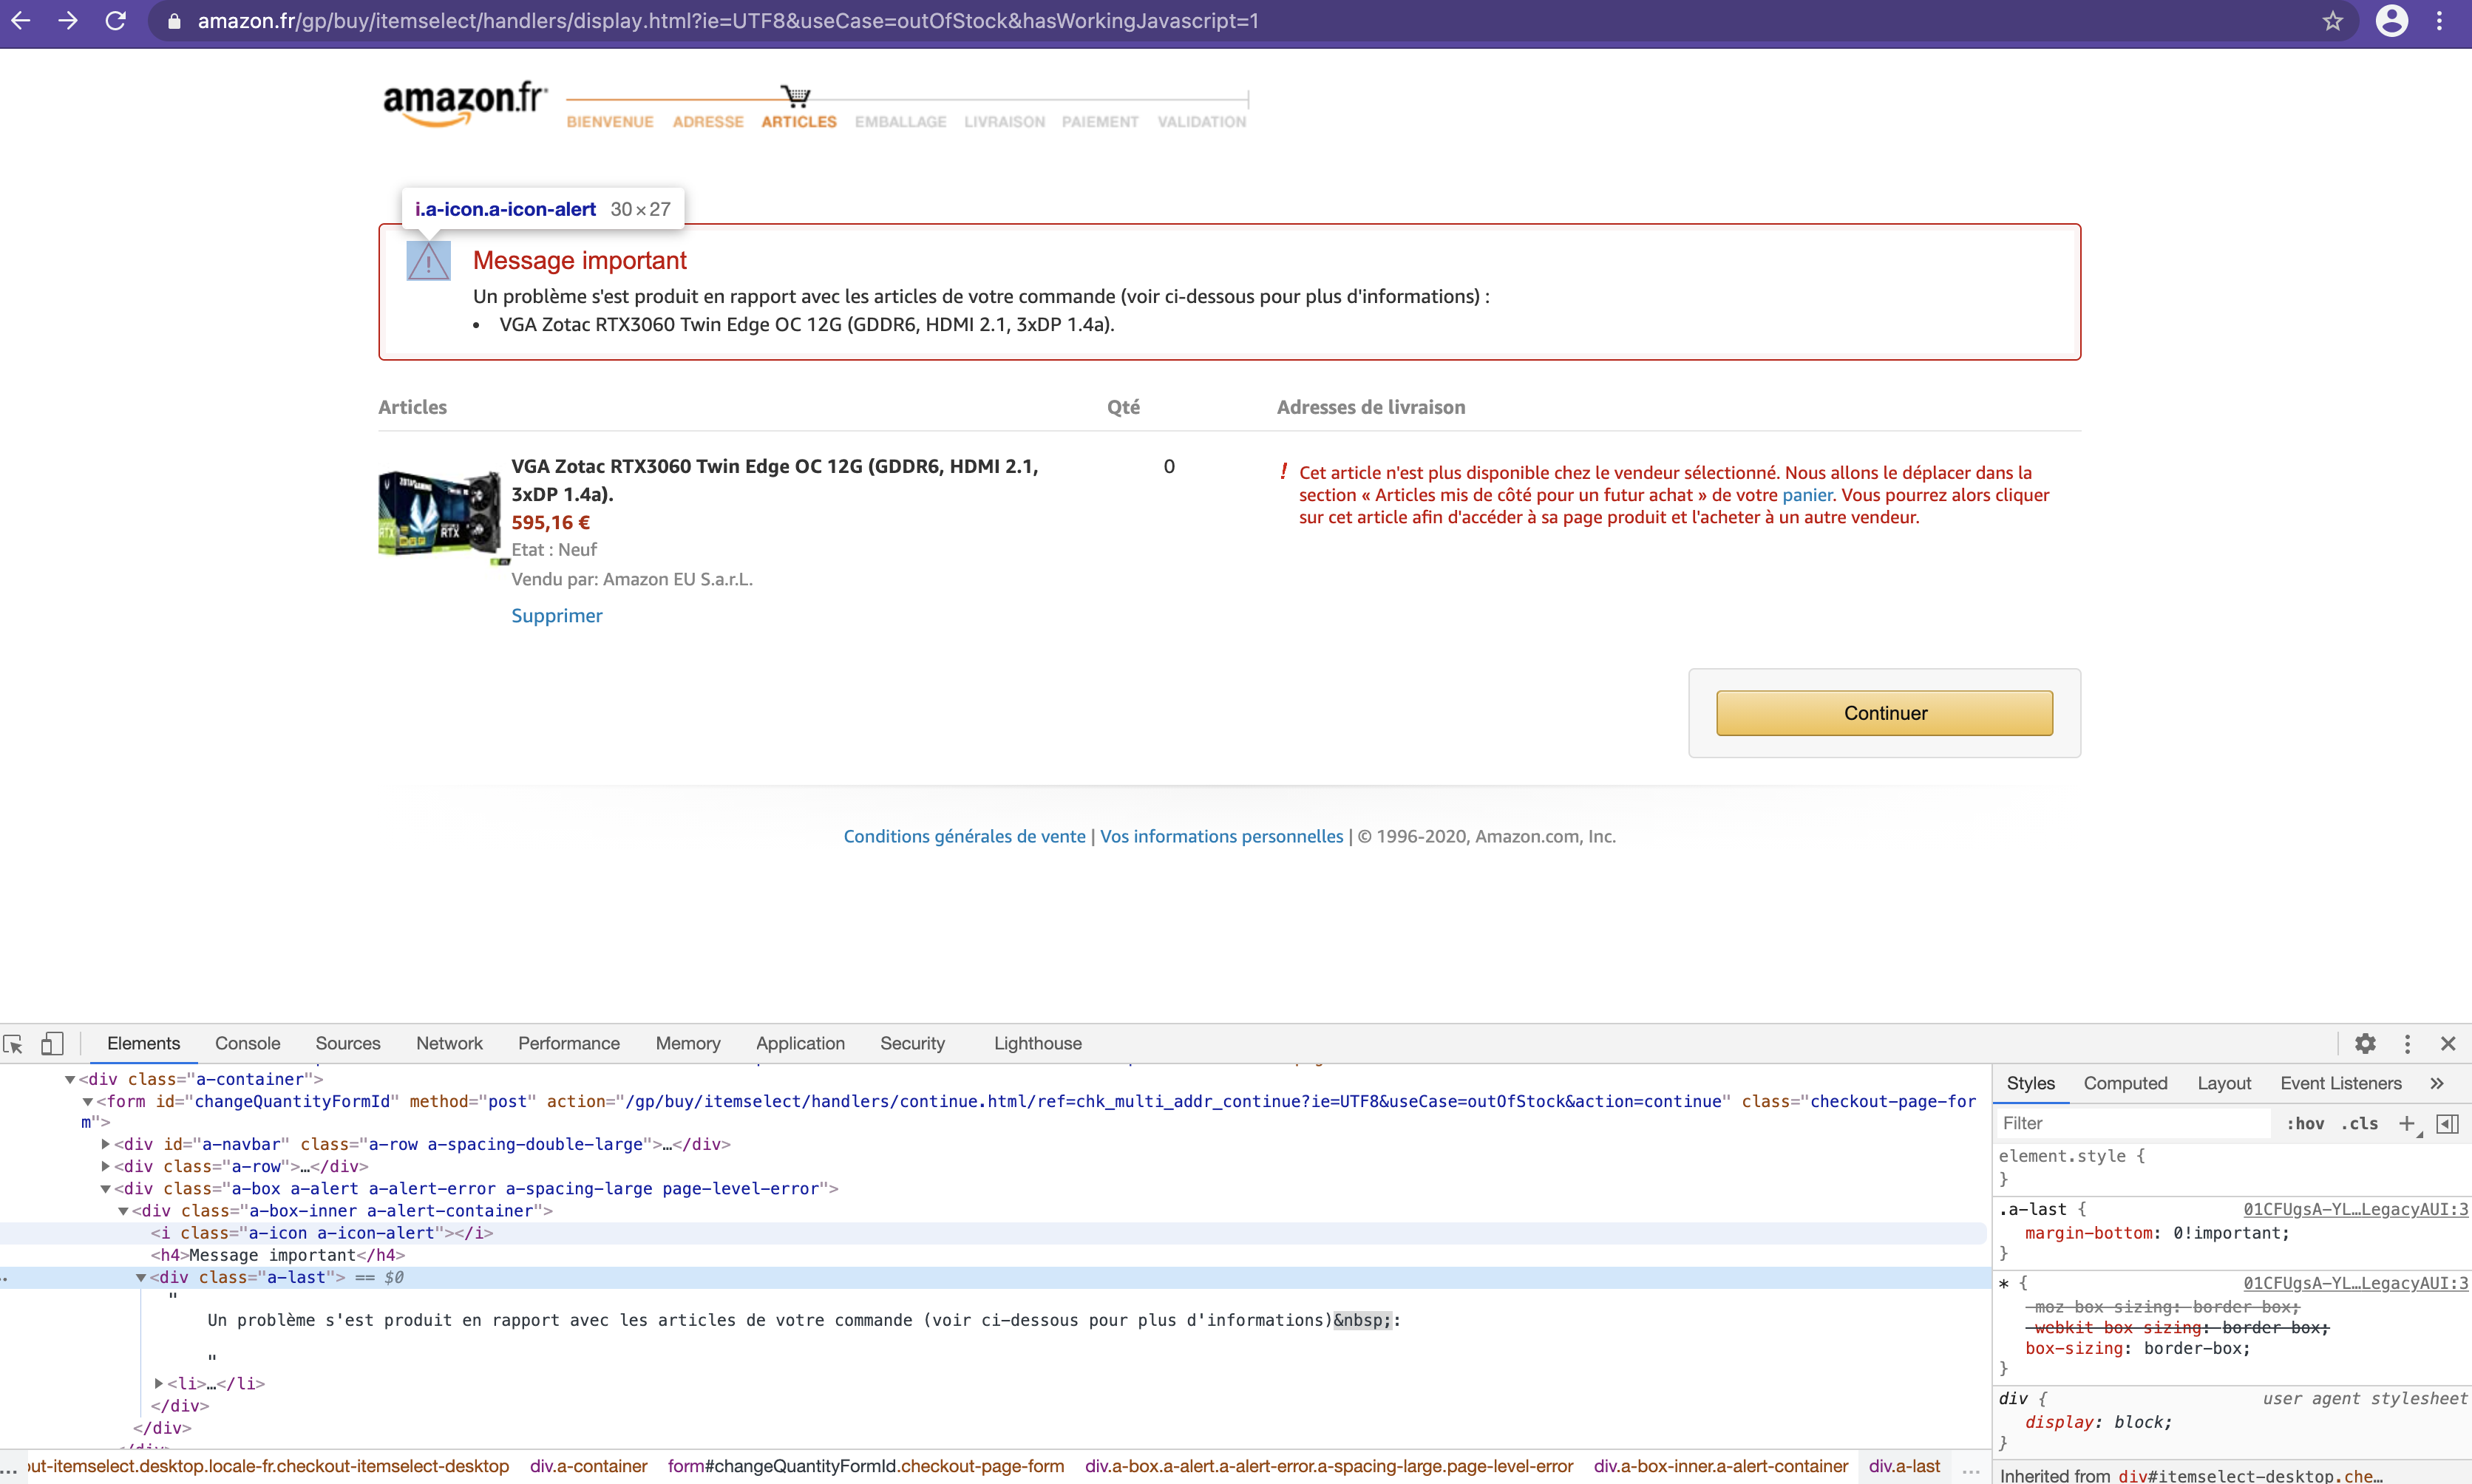 amazon.fr/gp/buy/itemselect/handlers/display.html?ie=UTF8&useCase=outOfStock&hasWorkingJavascript=1
amazon.fr
BIENVENUE ADRESSE ARTICLES EMBALLAGE LIVRAISON PAIEMENT VALIDATION
i.a-icon.a-icon-alert 30×27
Message important
Un problème s'est produit en rapport avec les articles de votre commande (voir ci-dessous pour plus d'informations) :
• VGA Zotac RTX3060 Twin Edge OC 12G (GDDR6, HDMI 2.1, 3xDP 1.4a).
Articles Qté Adresses de livraison
VGA Zotac RTX3060 Twin Edge OC 12G (GDDR6, HDMI 2.1,
3xDP 1.4a).
595,16 €
Etat : Neuf
Vendu par: Amazon EU S.a.r.L.
Supprimer
0
! Cet article n'est plus disponible chez le vendeur sélectionné. Nous allons le déplacer dans la
section « Articles mis de côté pour un futur achat » de votre panier. Vous pourrez alors cliquer
sur cet article afin d'accéder à sa page produit et l'acheter à un autre vendeur.
Continuer
Conditions générales de vente | Vos informations personnelles | © 1996-2020, Amazon.com, Inc.
Elements Console Sources Network Performance Memory Application Security Lighthouse
<div class="a-container">
<form id="changeQuantityFormId" method="post" action="/gp/buy/itemselect/handlers/continue.html/ref=chk_multi_addr_continue?ie=UTF8&useCase=outOfStock&action=continue" class="checkout-page-for
m">
<div id="a-navbar" class="a-row a-spacing-double-large">…</div>
<div class="a-row">…</div>
<div class="a-box a-alert a-alert-error a-spacing-large page-level-error">
<div class="a-box-inner a-alert-container">
<i class="a-icon a-icon-alert"></i>
<h4>Message important</h4>
<div class="a-last"> == $0
"
Un problème s'est produit en rapport avec les articles de votre commande (voir ci-dessous pour plus d'informations)&nbsp;:
"
<li>…</li>
</div>
</div>
... out-itemselect.desktop.locale-fr.checkout-itemselect-desktop div.a-container form#changeQuantityFormId.checkout-page-form div.a-box.a-alert.a-alert-error.a-spacing-large.page-level-error div.a-box-inner.a-alert-container div.a-last ...
Styles Computed Layout Event Listeners »
Filter :hov .cls +
element.style {
}
.a-last { 01CFUgsA-YL…LegacyAUI:3
margin-bottom: 0!important;
}
* { 01CFUgsA-YL…LegacyAUI:3
-moz-box-sizing: border-box;
-webkit-box-sizing: border-box;
box-sizing: border-box;
}
div { user agent stylesheet
display: block;
}
Inherited from div#itemselect-desktop.che…